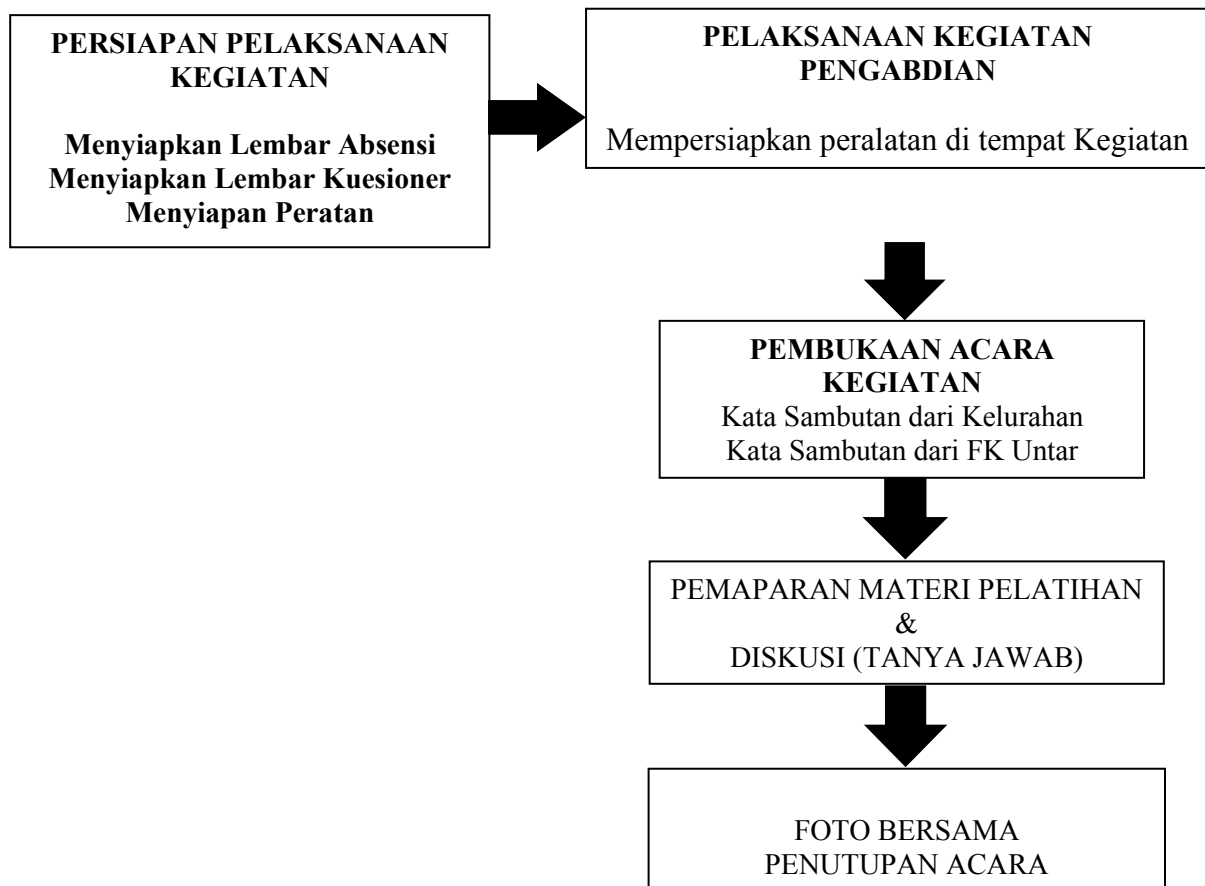 PERSIAPAN PELAKSANAAN
KEGIATAN
Menyiapkan Lembar Absensi
Menyiapkan Lembar Kuesioner
Menyiapan Peratan
PELAKSANAAN KEGIATAN
PENGABDIAN
Mempersiapkan peralatan di tempat Kegiatan
PEMBUKAAN ACARA
KEGIATAN
Kata Sambutan dari Kelurahan
Kata Sambutan dari FK Untar
PEMAPARAN MATERI PELATIHAN
&
DISKUSI (TANYA JAWAB)
FOTO BERSAMA
PENUTUPAN ACARA